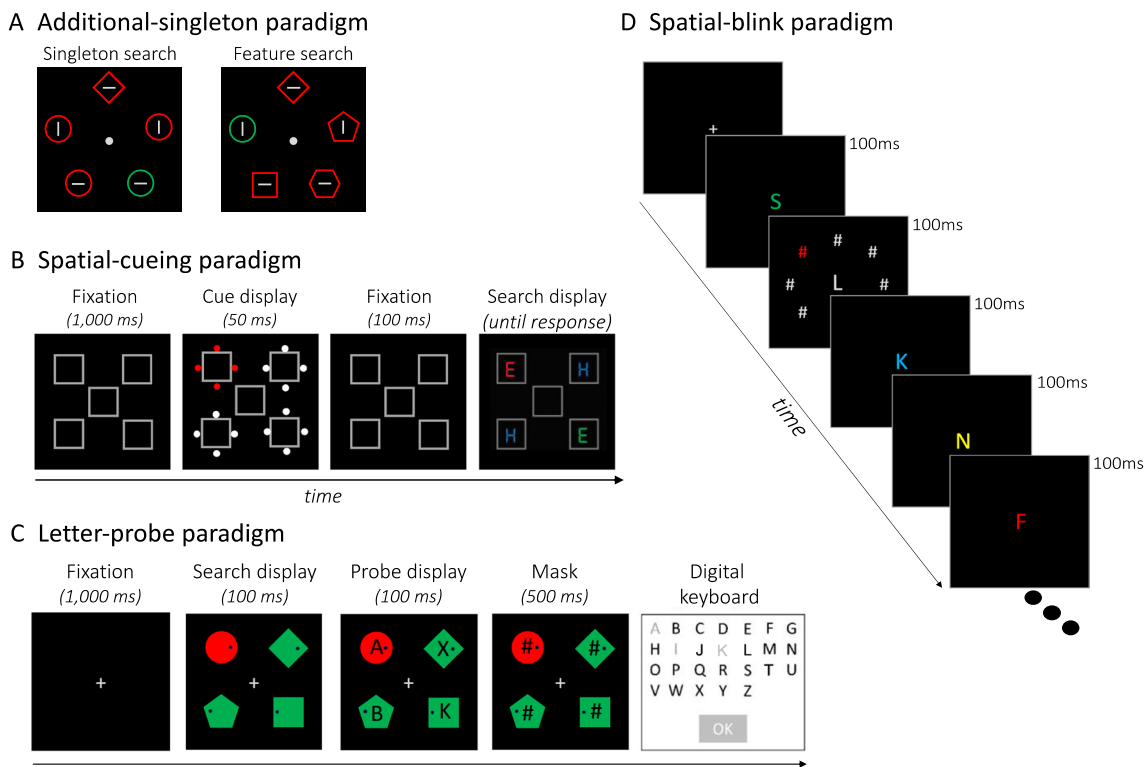 A Additional-singleton paradigm
Singleton search
Feature search
B Spatial-cueing paradigm
Fixation
(1,000 ms)
Cue display
(50 ms)
Fixation
(100 ms)
Search display
(until response)
E H
H E
time
C Letter-probe paradigm
Fixation
(1,000 ms)
Search display
(100 ms)
Probe display
(100 ms)
Mask
(500 ms)
Digital
keyboard
+
+
A X
+
B K
# #
+
# #
A B C D E F G
H I J K L M N
O P Q R S T U
V W X Y Z
OK
D Spatial-blink paradigm
+
100ms
S
100ms
#
# #
# L #
#
100ms
K
100ms
N
100ms
F
time